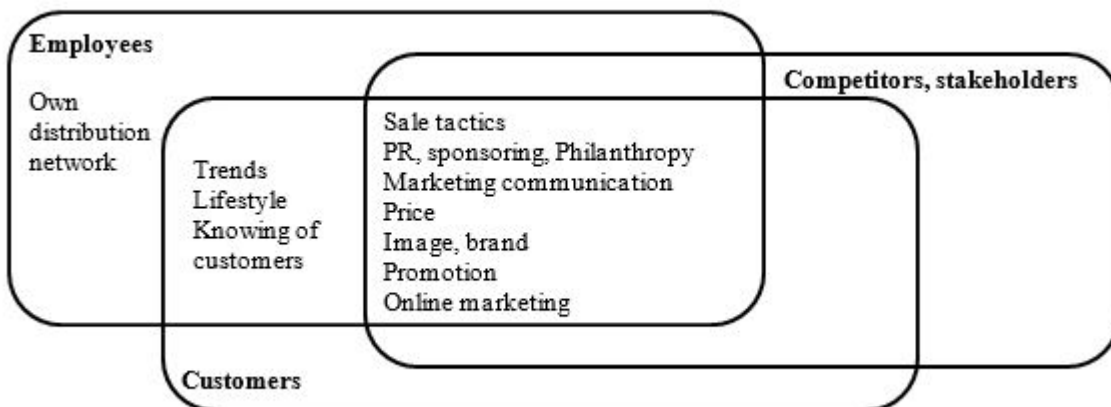 Employees
Competitors, stakeholders
Own
distribution
network
Trends
Lifestyle
Knowing of
customers
Sale tactics
PR, sponsoring, Philanthropy
Marketing communication
Price
Image, brand
Promotion
Online marketing
Customers